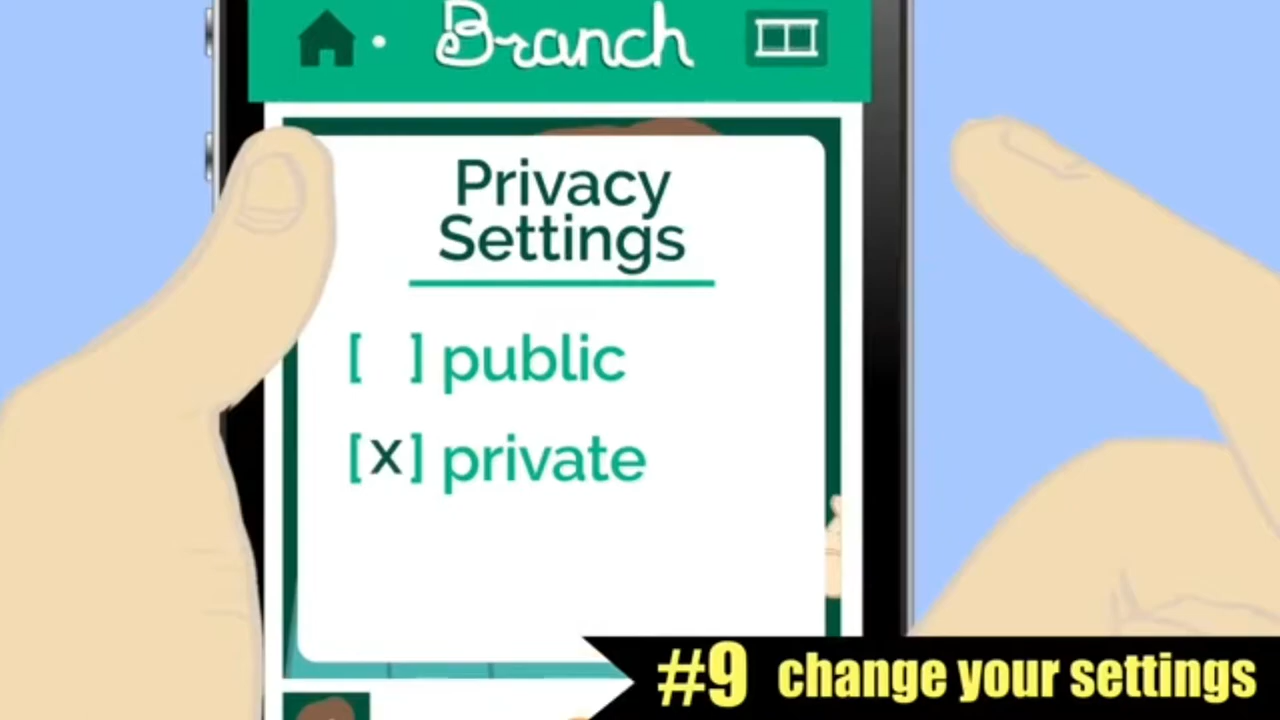 Branch
Privacy
Settings
[ ] public
[x] private
#9 change your settings